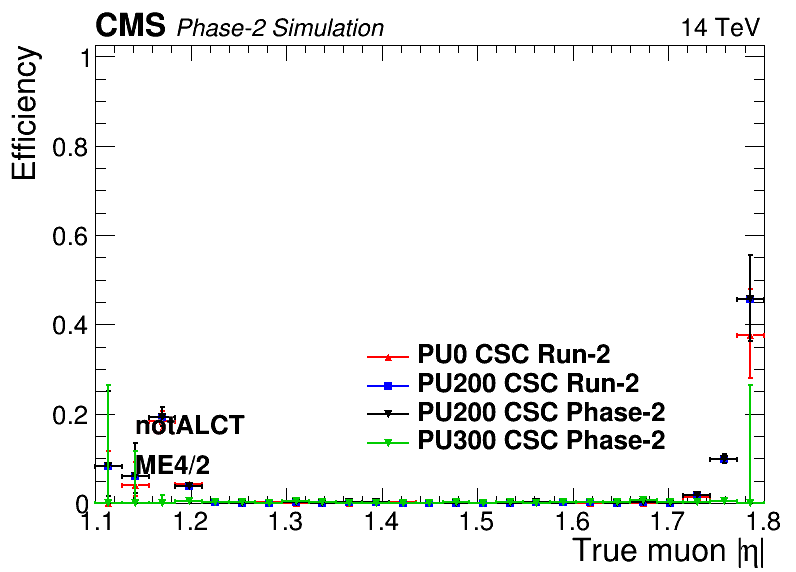 CMS Phase-2 Simulation 14 TeV
Efficiency
1
0.8
0.6
0.4
0.2
0
PU0 CSC Run-2
PU200 CSC Run-2
PU200 CSC Phase-2
PU300 CSC Phase-2
notALCT
ME4/2
1.1 1.2 1.3 1.4 1.5 1.6 1.7 1.8
True muon |η|